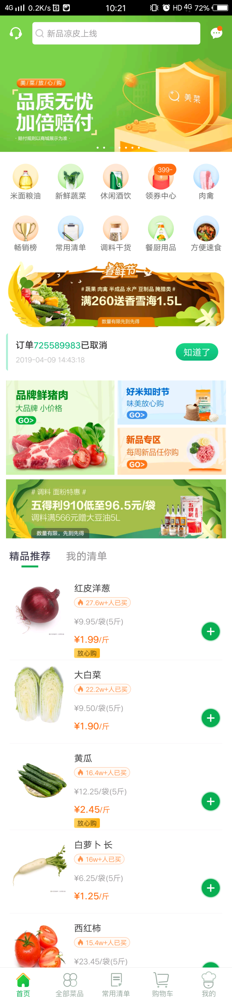 4G 0.2K/s 10:21 HD 4G 72%
新品凉皮上线
美/菜/放/心/购
品质无忧
加倍赔付
·赔付规则以商城展示为准·
美菜
399-
米面粮油 新鲜蔬菜 休闲酒饮 领券中心 肉禽
畅销榜 常用清单 调料干货 餐厨用品 方便速食
4·10
春鲜节
#蔬果 肉禽 半成品 水产 豆制品 腌腊类#
满260送香雪海1.5L
数量有限先到先得
订单725589983已取消
2019-04-09 14:43:18
知道了
品牌鲜猪肉
大品牌 小价格
GO>
好米知时节
味美放心购
GO>
新品专区
每周新品任你购
GO>
# 调料 面粉特惠 #
五得利910低至96.5元/袋
调料满566元赠大豆油5L
数量有限，先到先得
五得利
精品推荐 我的清单
红皮洋葱
27.6w+人已买
¥9.95/袋(5斤)
¥1.99/斤
放心购
大白菜
22.2w+人已买
¥9.50/袋(5斤)
¥1.90/斤
黄瓜
16.4w+人已买
¥12.25/袋(5斤)
¥2.45/斤
放心购
白萝卜 长
16w+人已买
¥6.25/袋(5斤)
¥1.25/斤
西红柿
15.4w+人已买
¥23.45/袋(5斤)
首页 全部菜品 常用清单 购物车 我的